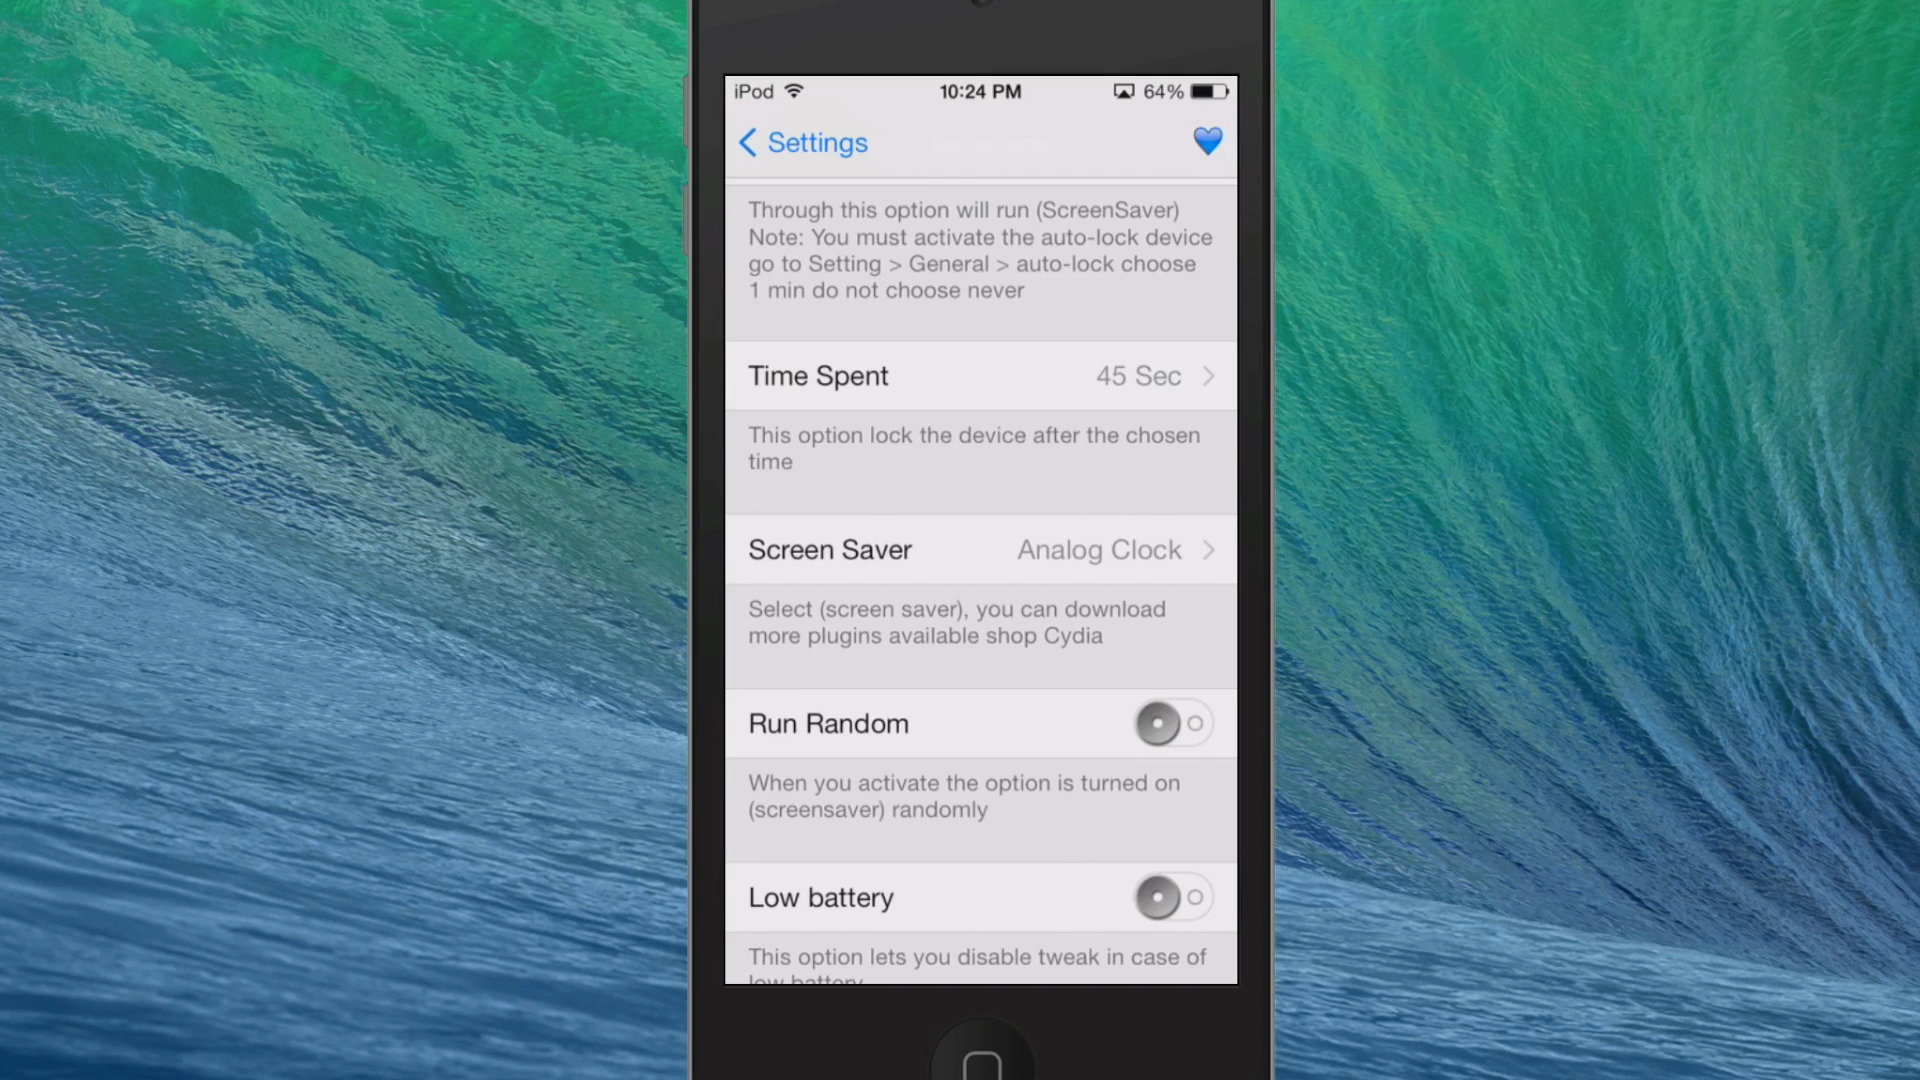 iPod 10:24 PM 64%
Settings
Through this option will run (ScreenSaver)
Note: You must activate the auto-lock device
go to Setting > General > auto-lock choose
1 min do not choose never
Time Spent 45 Sec
This option lock the device after the chosen
time
Screen Saver Analog Clock
Select (screen saver), you can download
more plugins available shop Cydia
Run Random
When you activate the option is turned on
(screensaver) randomly
Low battery
This option lets you disable tweak in case of
low battery